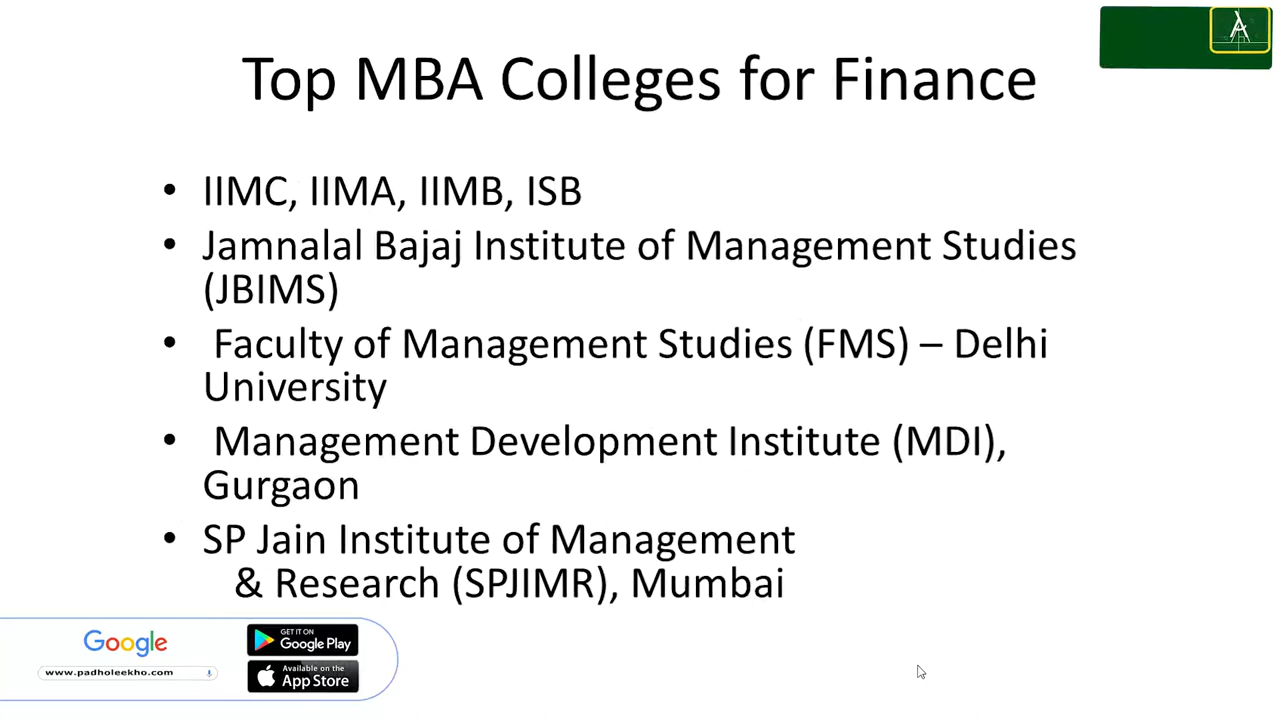 Top MBA Colleges for Finance
• IIMC, IIMA, IIMB, ISB
• Jamnalal Bajaj Institute of Management Studies
(JBIMS)
• Faculty of Management Studies (FMS) – Delhi
University
• Management Development Institute (MDI),
Gurgaon
• SP Jain Institute of Management
& Research (SPJIMR), Mumbai
Google
www.padholeekho.com
GET IT ON
Google Play
Available on the
App Store